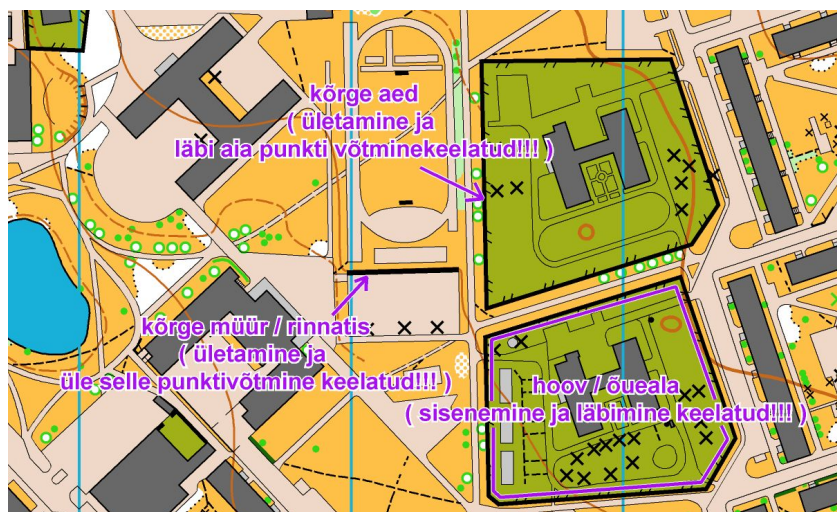 kõrge aed
( ületamine ja
läbi aia punkti võtminekeelatud!!! )
kõrge müür / rinnatis
( ületamine ja
üle selle punktivõtmine keelatud!!! )
hoov / õueala
( sisenemine ja läbimine keelatud!!! )